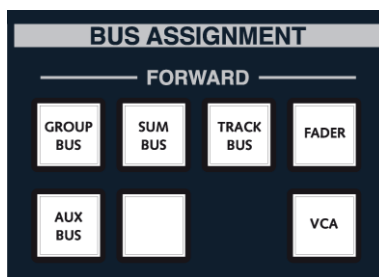 BUS ASSIGNMENT
FORWARD
GROUP
BUS
SUM
BUS
TRACK
BUS
FADER
AUX
BUS
VCA